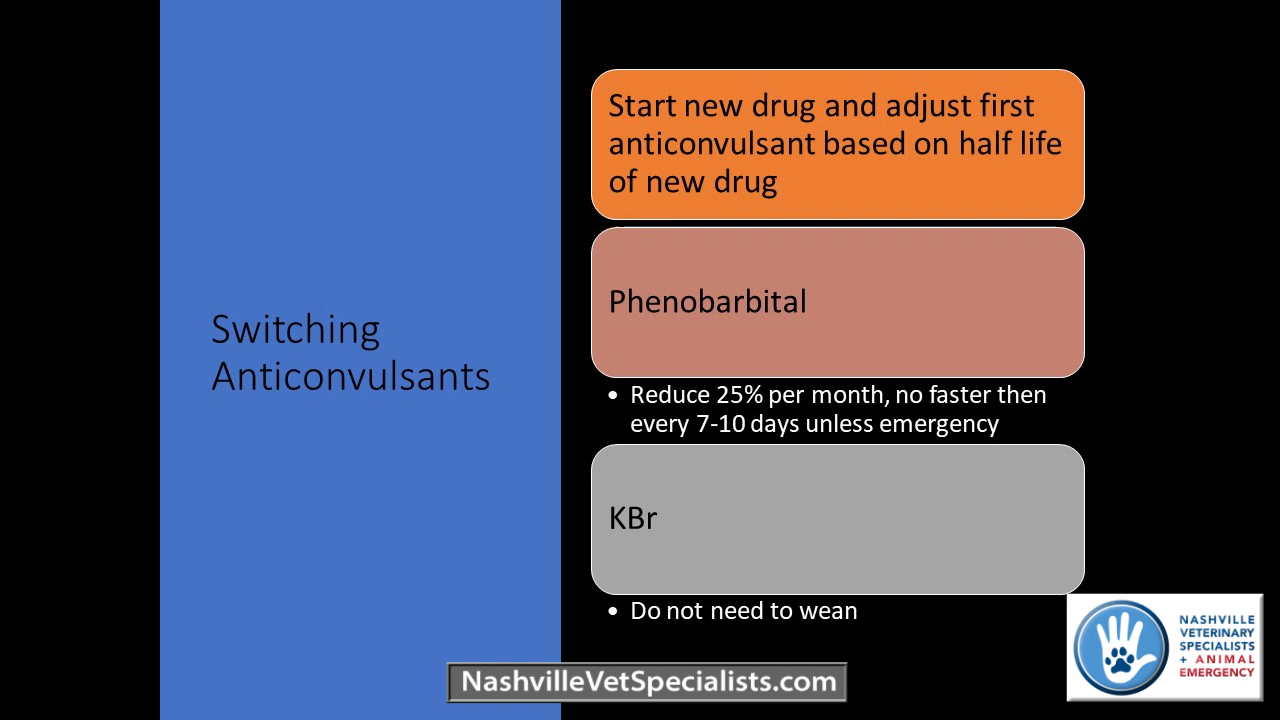 Switching
Anticonvulsants
Start new drug and adjust first
anticonvulsant based on half life
of new drug
Phenobarbital
• Reduce 25% per month, no faster then
every 7-10 days unless emergency
KBr
• Do not need to wean
NASHVILLE
VETERINARY
SPECIALISTS
+ ANIMAL
EMERGENCY
NashvilleVetSpecialists.com